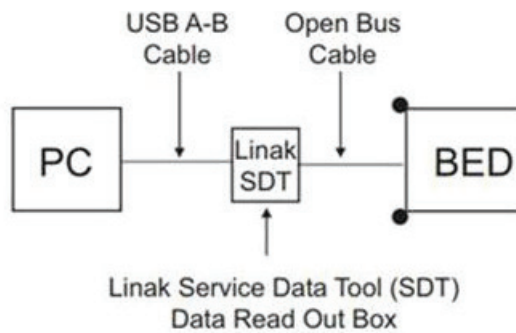 USB A-B
Cable
Open Bus
Cable
PC
Linak
SDT
BED
Linak Service Data Tool (SDT)
Data Read Out Box